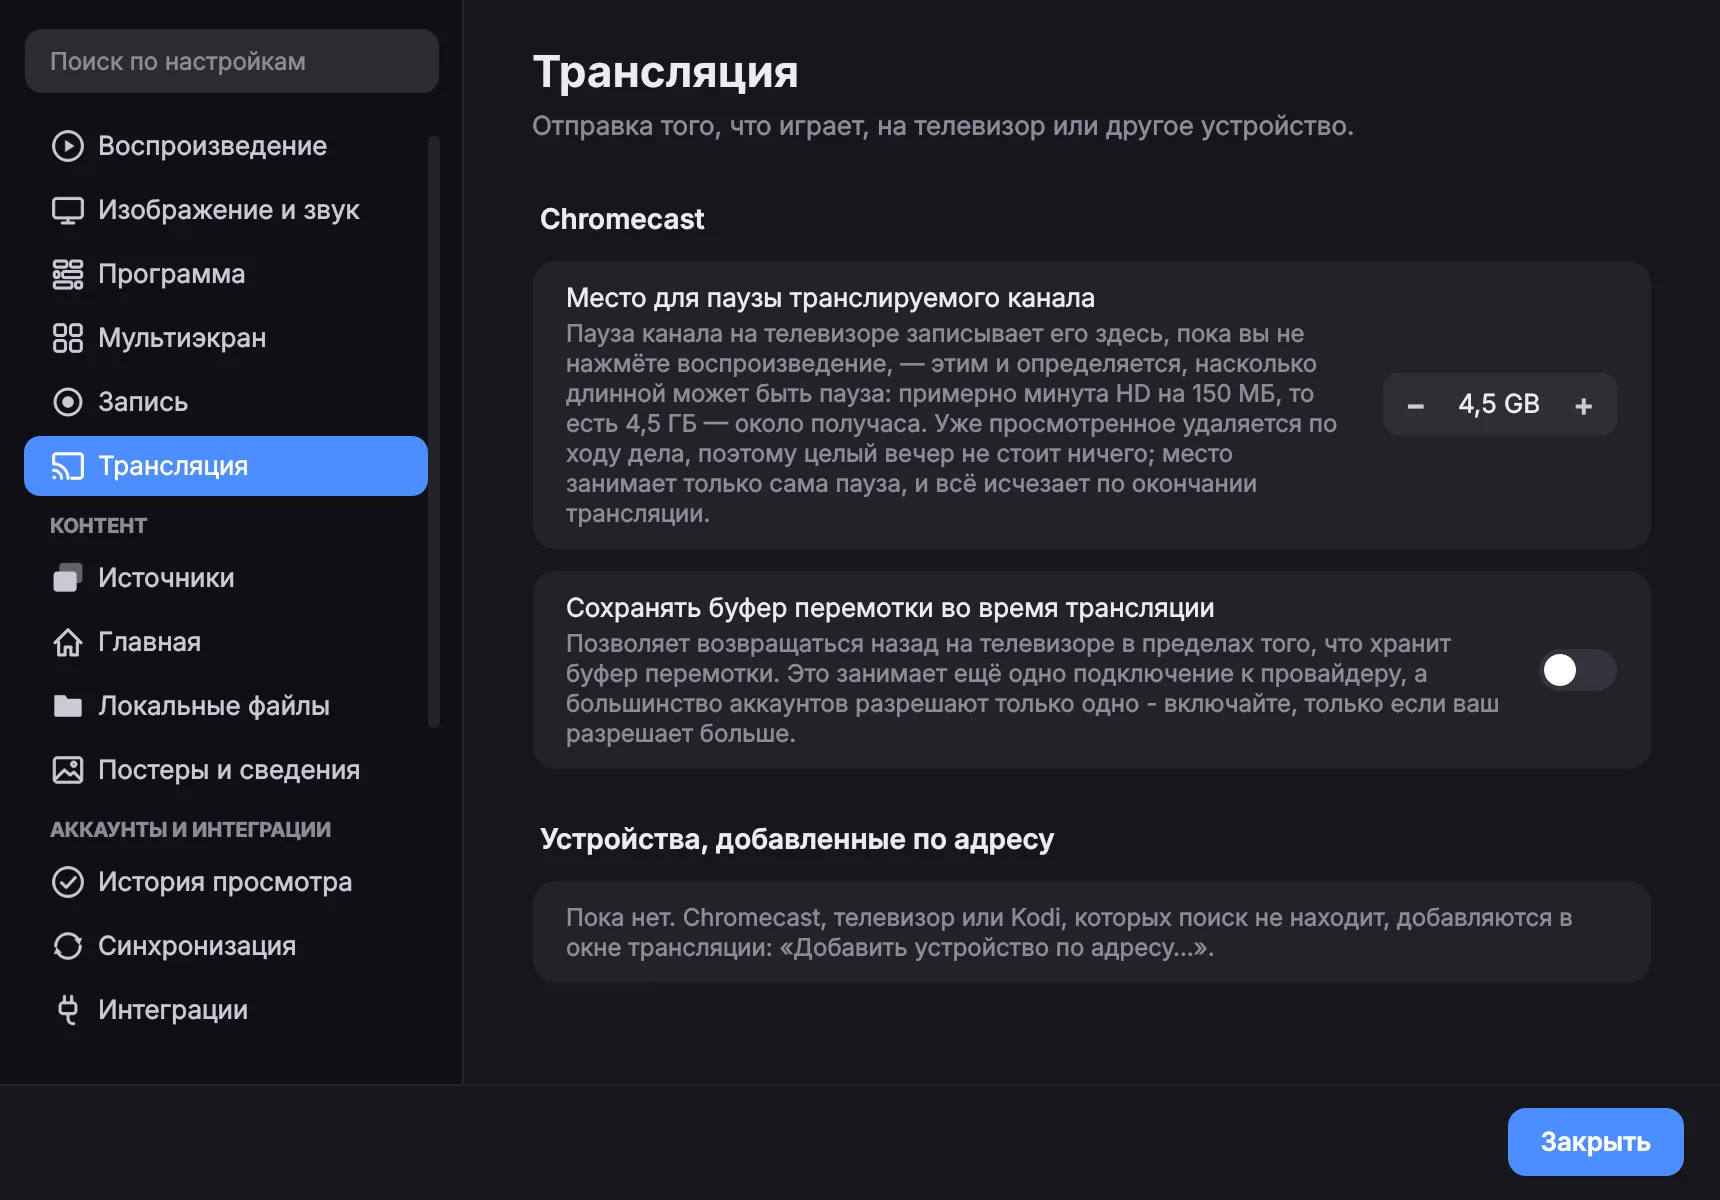 Поиск по настройкам
Воспроизведение
Изображение и звук
Программа
Мультиэкран
Запись
Трансляция
КОНТЕНТ
Источники
Главная
Локальные файлы
Постеры и сведения
АККАУНТЫ И ИНТЕГРАЦИИ
История просмотра
Синхронизация
Интеграции
Трансляция
Отправка того, что играет, на телевизор или другое устройство.
Chromecast
Место для паузы транслируемого канала
Пауза канала на телевизоре записывает его здесь, пока вы не
нажмёте воспроизведение, — этим и определяется, насколько
длинной может быть пауза: примерно минута HD на 150 МБ, то
есть 4,5 ГБ — около получаса. Уже просмотренное удаляется по
ходу дела, поэтому целый вечер не стоит ничего; место
занимает только сама пауза, и всё исчезает по окончании
трансляции.
− 4,5 GB +
Сохранять буфер перемотки во время трансляции
Позволяет возвращаться назад на телевизоре в пределах того, что хранит
буфер перемотки. Это занимает ещё одно подключение к провайдеру, а
большинство аккаунтов разрешают только одно - включайте, только если ваш
разрешает больше.
Устройства, добавленные по адресу
Пока нет. Chromecast, телевизор или Kodi, которых поиск не находит, добавляются в
окне трансляции: «Добавить устройство по адресу...».
Закрыть